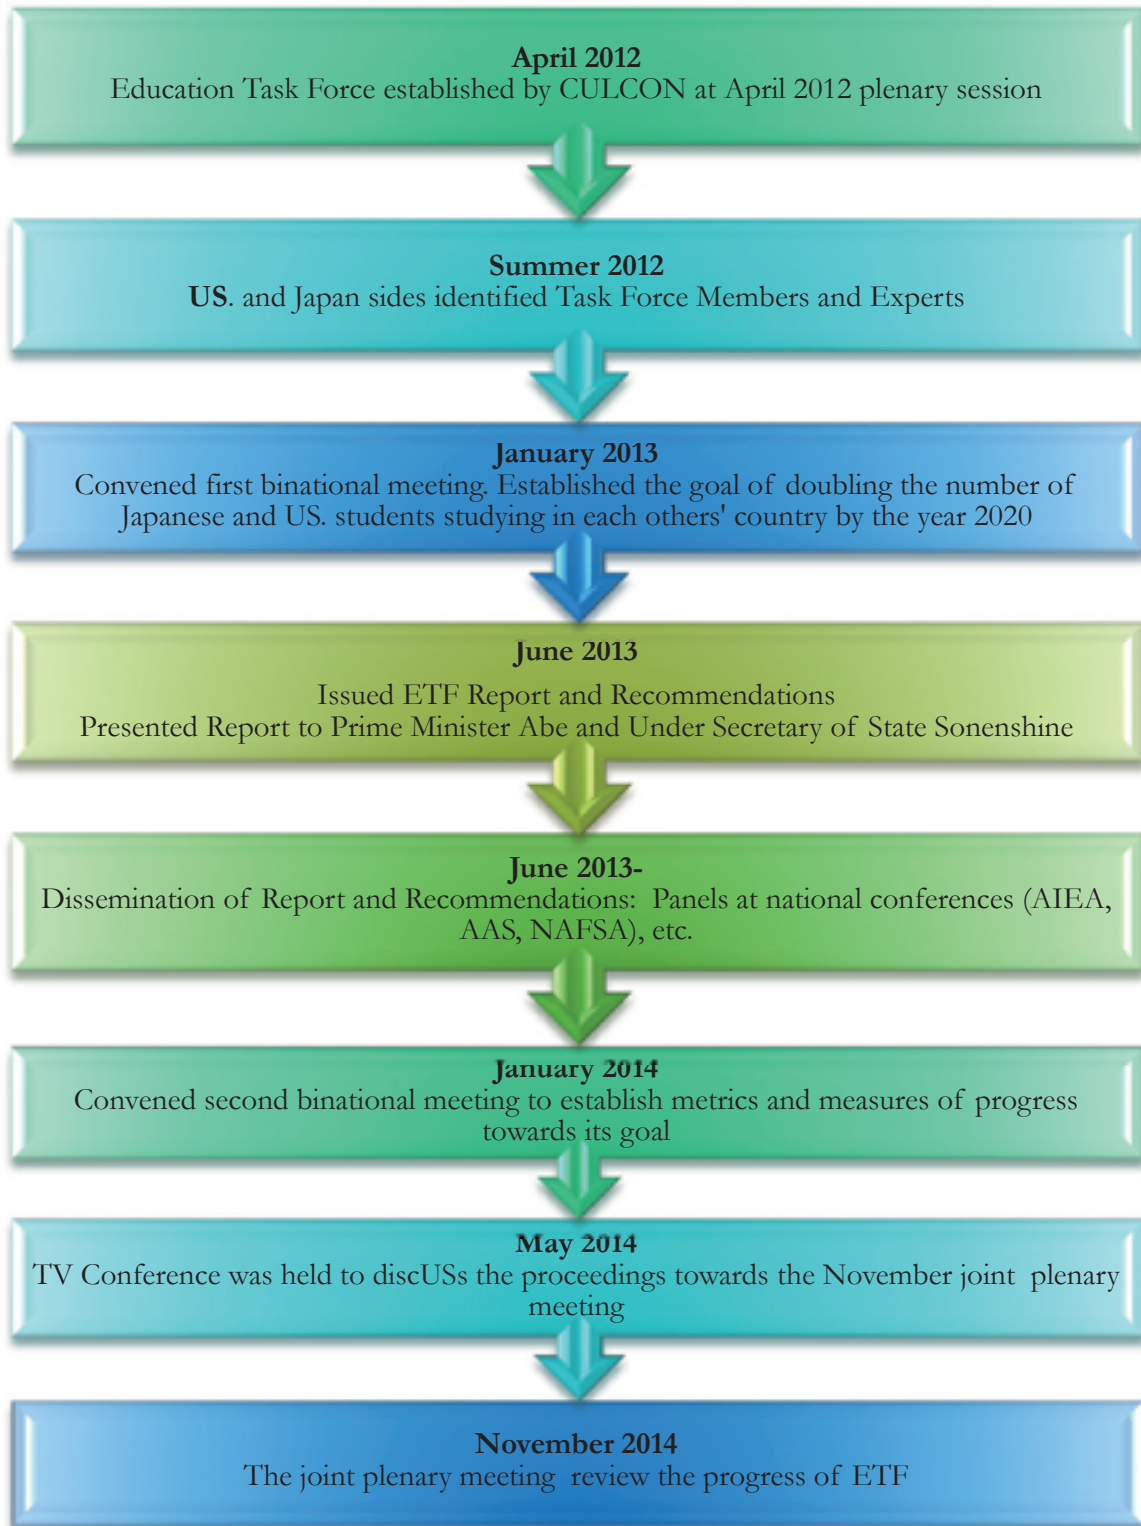 April 2012
Education Task Force established by CULCON at April 2012 plenary session
Summer 2012
US. and Japan sides identified Task Force Members and Experts
January 2013
Convened first binational meeting. Established the goal of doubling the number of
Japanese and US. students studying in each others' country by the year 2020
June 2013
Issued ETF Report and Recommendations
Presented Report to Prime Minister Abe and Under Secretary of State Sonenshine
June 2013-
Dissemination of Report and Recommendations: Panels at national conferences (AIEA,
AAS, NAFSA), etc.
January 2014
Convened second binational meeting to establish metrics and measures of progress
towards its goal
May 2014
TV Conference was held to discUSs the proceedings towards the November joint plenary
meeting
November 2014
The joint plenary meeting review the progress of ETF